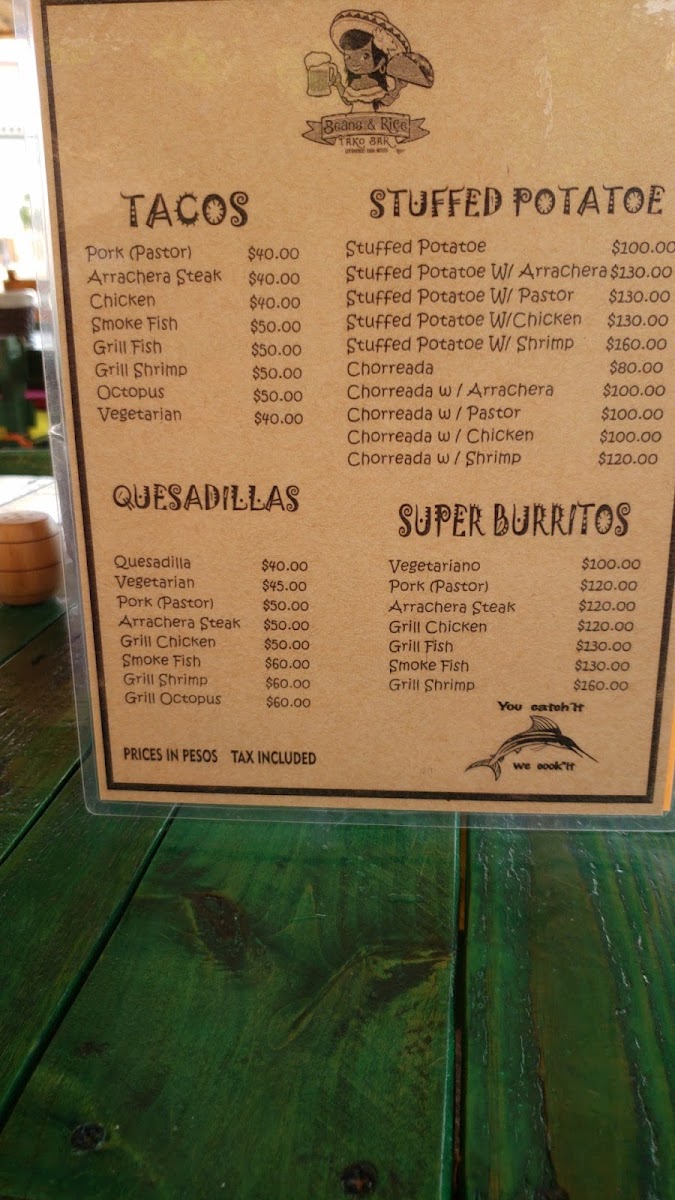 Beans & Rice
TAKO BAR
TACOS
Pork (Pastor) $40.00
Arrachera Steak $40.00
Chicken $40.00
Smoke Fish $50.00
Grill Fish $50.00
Grill Shrimp $50.00
Octopus $50.00
Vegetarian $40.00
STUFFED POTATOE
Stuffed Potatoe $100.00
Stuffed Potatoe W/ Arrachera $130.00
Stuffed Potatoe W/ Pastor $130.00
Stuffed Potatoe W/Chicken $130.00
Stuffed Potatoe W/ Shrimp $160.00
Chorreada $80.00
Chorreada w / Arrachera $100.00
Chorreada w / Pastor $100.00
Chorreada w / Chicken $100.00
Chorreada w / Shrimp $120.00
QUESADILLAS
Quesadilla $40.00
Vegetarian $45.00
Pork (Pastor) $50.00
Arrachera Steak $50.00
Grill Chicken $50.00
Smoke Fish $60.00
Grill Shrimp $60.00
Grill Octopus $60.00
SUPER BURRITOS
Vegetariano $100.00
Pork (Pastor) $120.00
Arrachera Steak $120.00
Grill Chicken $120.00
Grill Fish $130.00
Smoke Fish $130.00
Grill Shrimp $160.00
You catch'it
we cook"it
PRICES IN PESOS TAX INCLUDED